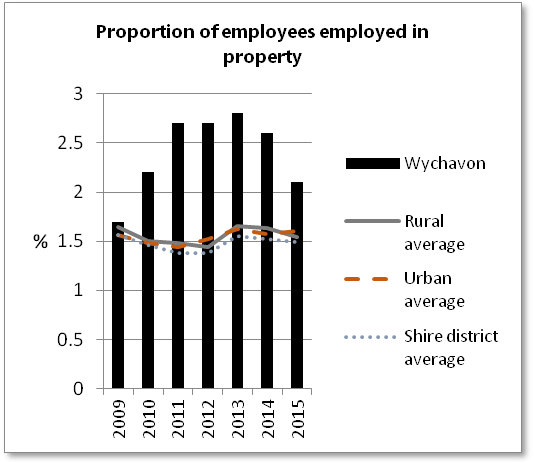 Proportion of employees employed in
property
3
2.5
2
1.5
1
0.5
0
%
2009
2010
2011
2012
2013
2014
2015
Wychavon
Rural
average
Urban
average
Shire district
average